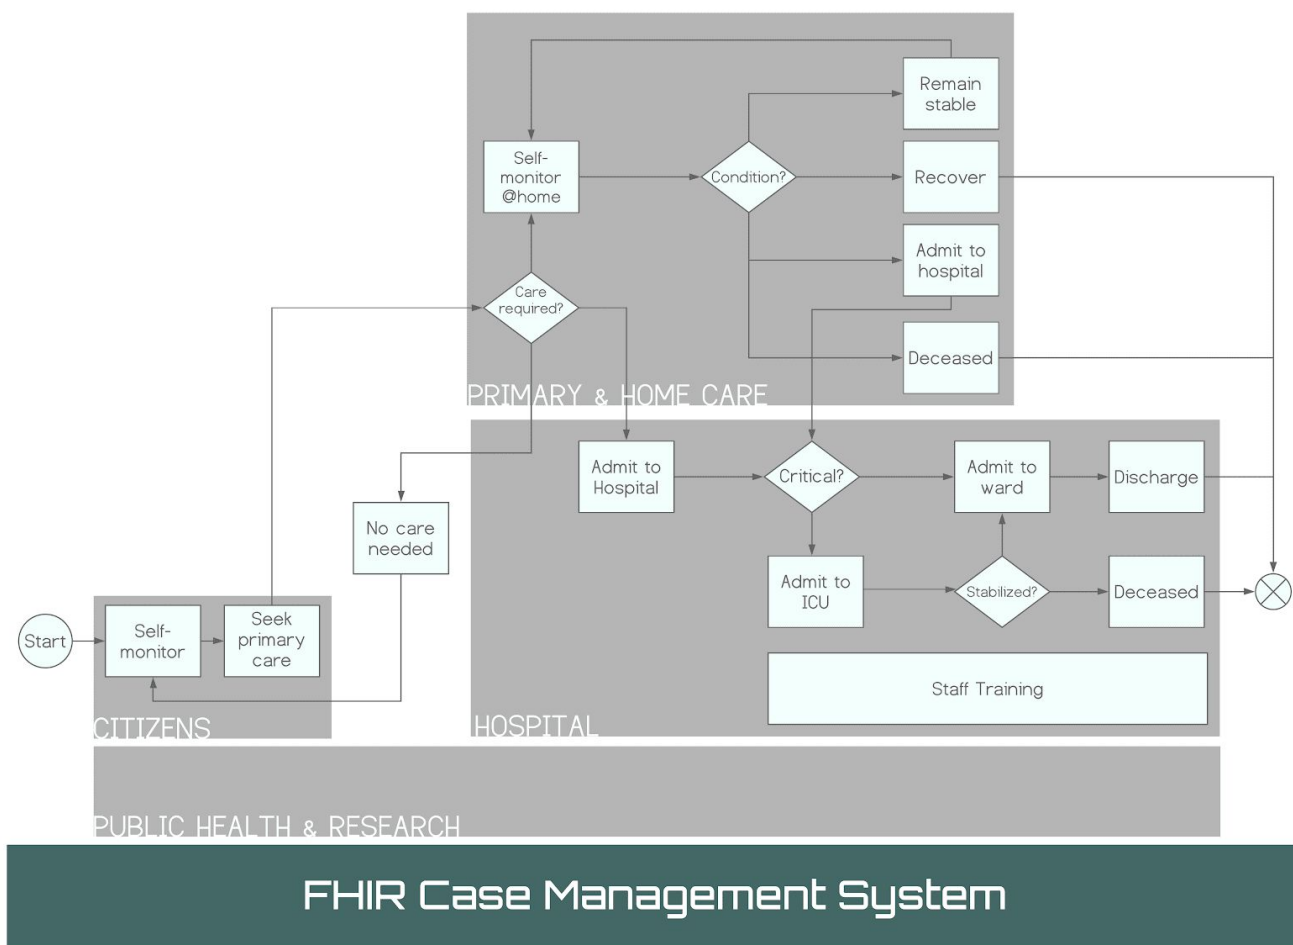 Remain
stable
Self-
monitor
@home
Condition?
Recover
Admit to
hospital
Care
required?
Deceased
PRIMARY & HOME CARE
Admit to
Hospital
Critical?
Admit to
ward
Discharge
No care
needed
Admit to
ICU
Stabilized?
Deceased
Start
Self-
monitor
Seek
primary
care
Staff Training
CITIZENS
HOSPITAL
PUBLIC HEALTH & RESEARCH
FHIR Case Management System